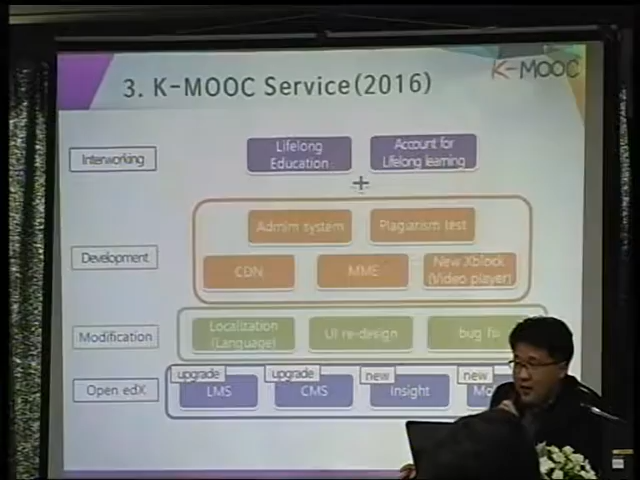 3. K-MOOC Service(2016)
K-MOOC
Interworking
Lifelong
Education
Account for
Lifelong learning
+
Admim system
Plagiarism test
Development
CDN
MME
New Xblock
(Video player)
Modification
Localization
(Language)
UI re-design
bug
Open edX
upgrade
LMS
upgrade
CMS
new
Insight
new